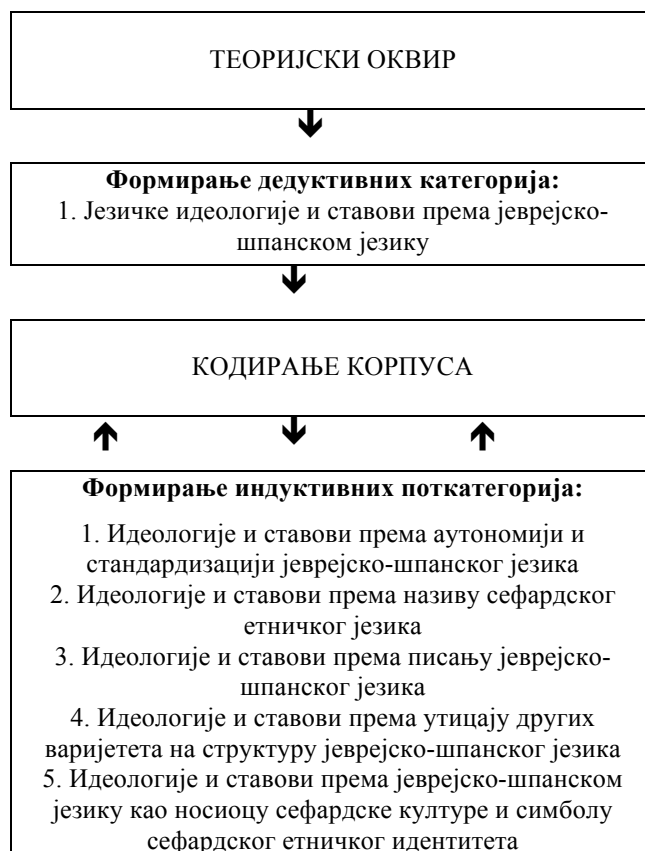 ТЕОРИЈСКИ ОКВИР
Формирање дедуктивних категорија:
1. Језичке идеологије и ставови према јеврејско-
шпанском језику
КОДИРАЊЕ КОРПУСА
Формирање индуктивних поткатегорија:
1. Идеологије и ставови према аутономији и
стандардизацији јеврејско-шпанског језика
2. Идеологије и ставови према називу сефардског
етничког језика
3. Идеологије и ставови према писању јеврејско-
шпанског језика
4. Идеологије и ставови према утицају других
варијетета на структуру јеврејско-шпанског језика
5. Идеологије и ставови према јеврејско-шпанском
језику као носиоцу сефардске културе и симболу
сефардског етничког идентитета